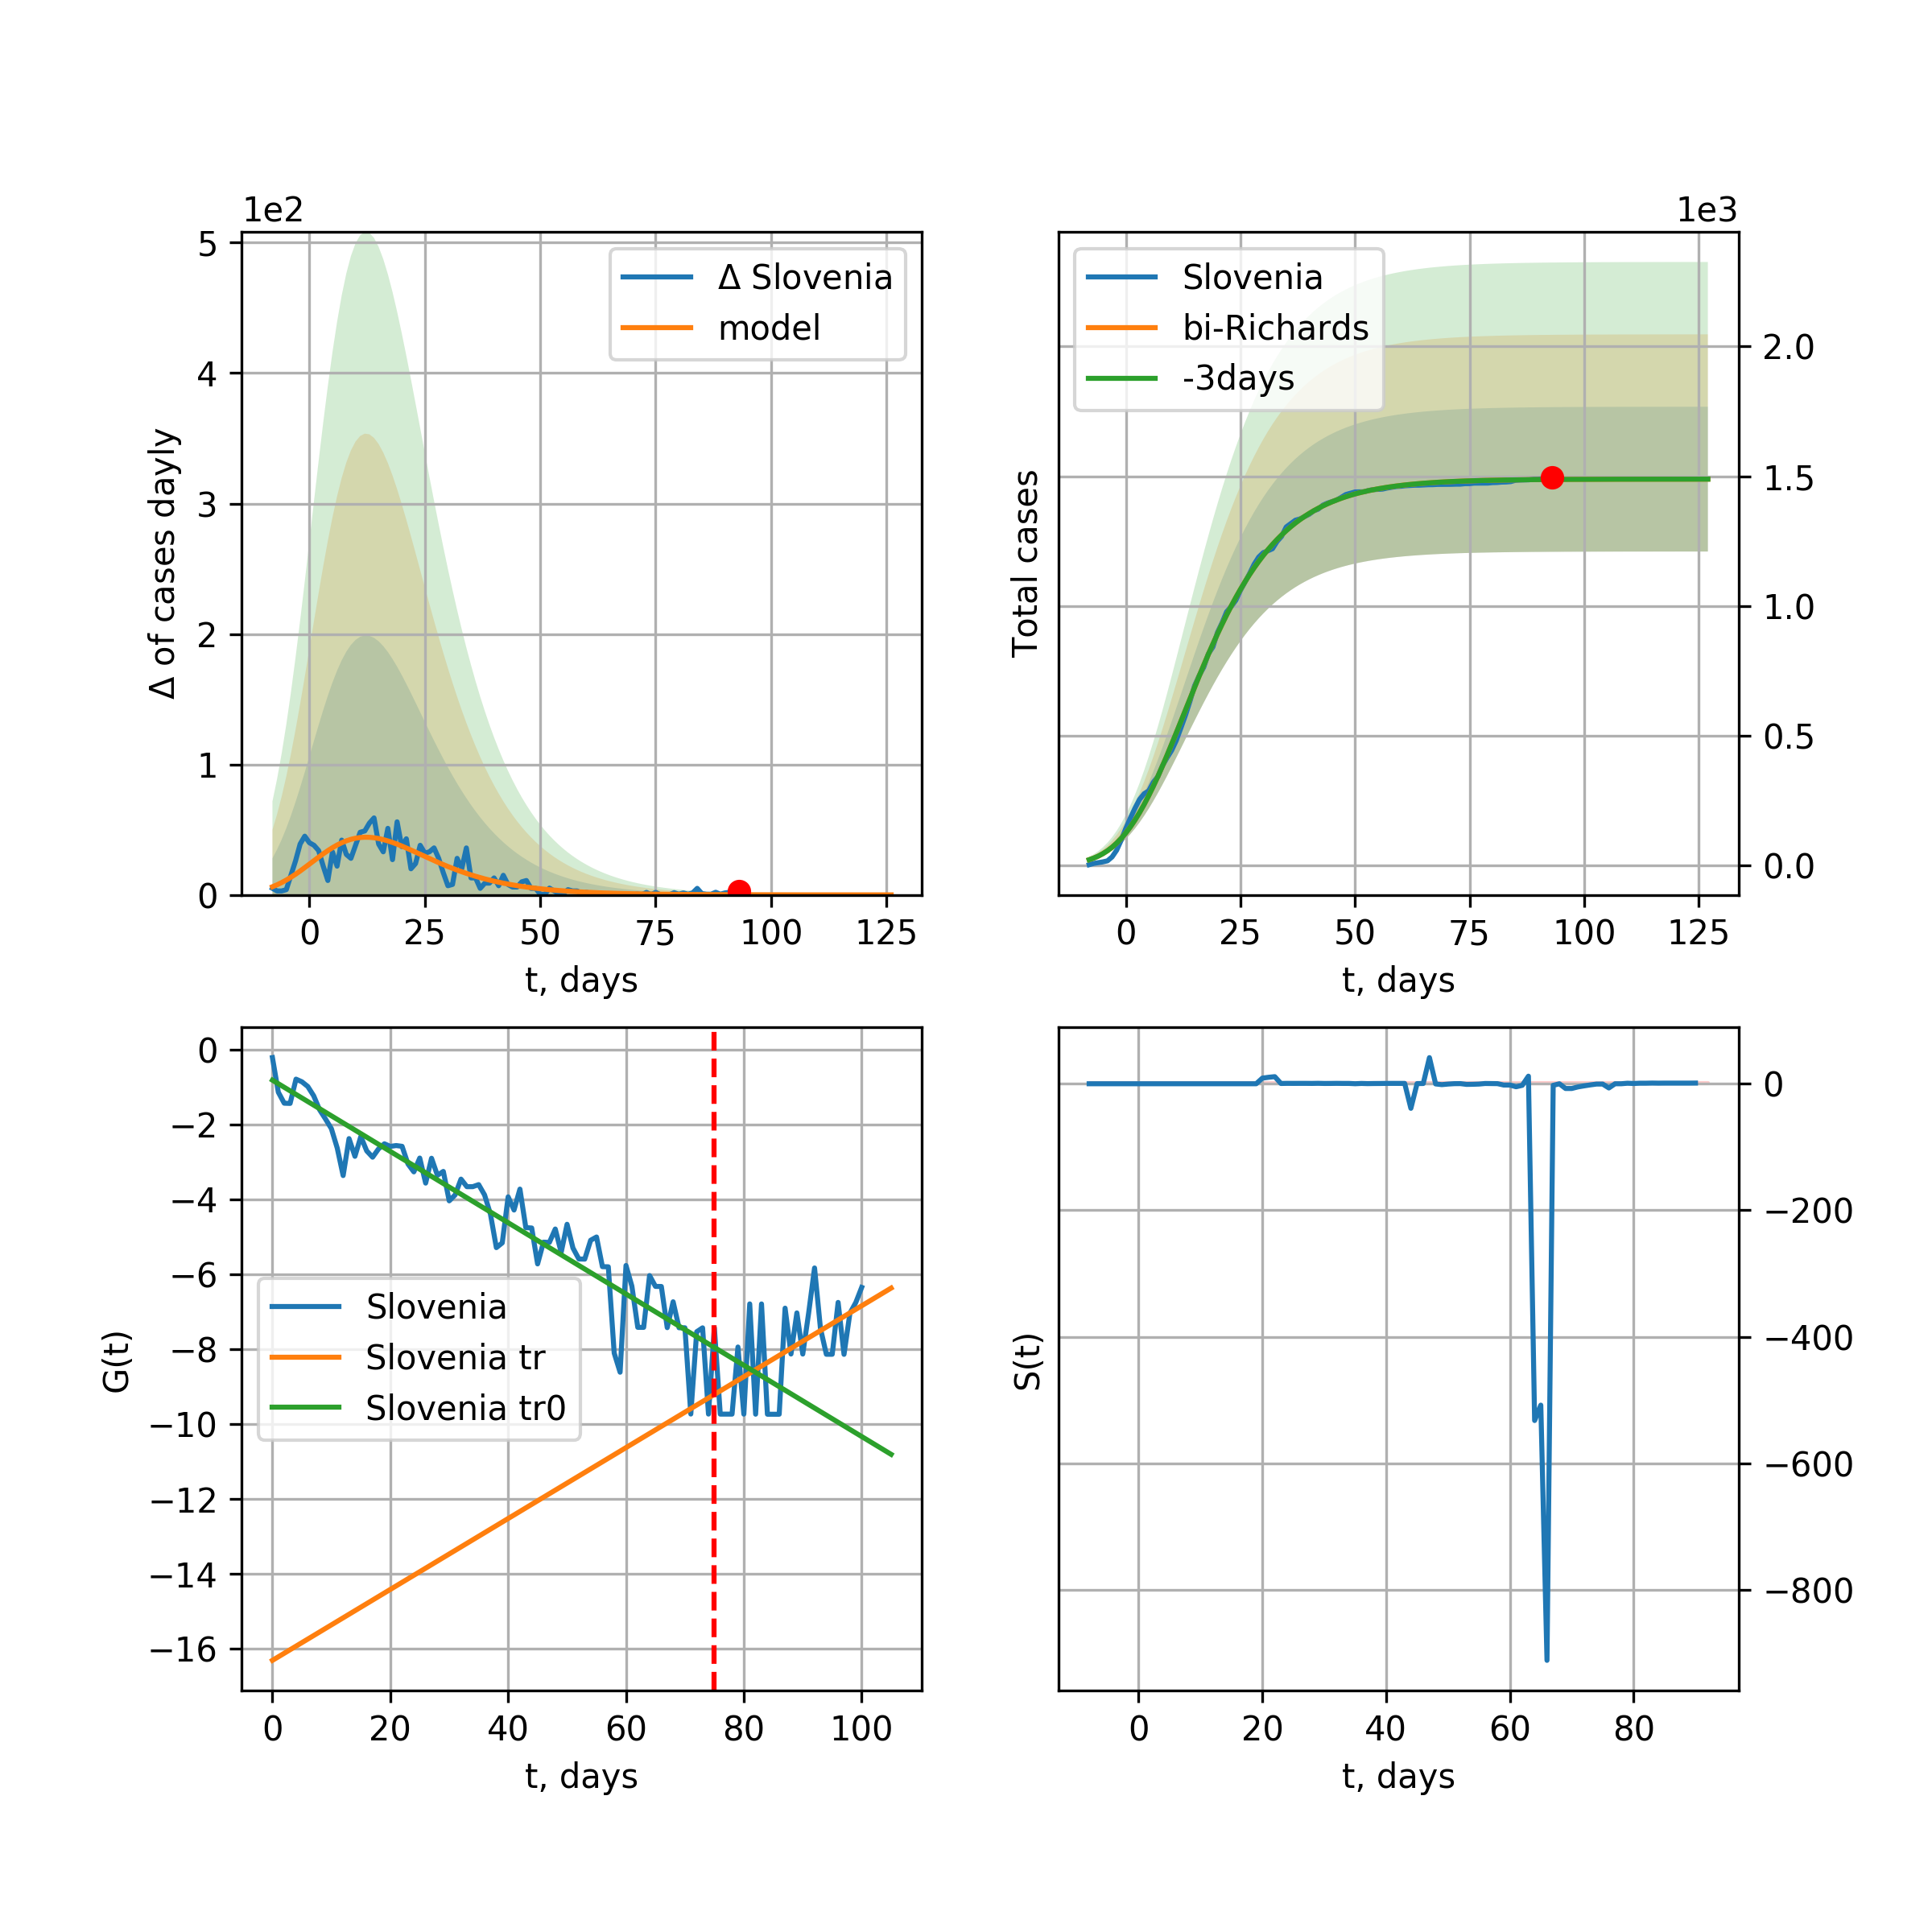 1e2
5
4
3
2
1
0
Δ of cases dayly
Δ Slovenia
model
0 25 50 75 100 125
t, days
1e3
Slovenia
bi-Richards
-3days
Total cases
2.0
1.5
1.0
0.5
0.0
0 25 50 75 100 125
t, days
0
−2
−4
−6
−8
−10
−12
−14
−16
G(t)
Slovenia
Slovenia tr
Slovenia tr0
0 20 40 60 80 100
t, days
S(t)
0
−200
−400
−600
−800
0 20 40 60 80
t, days